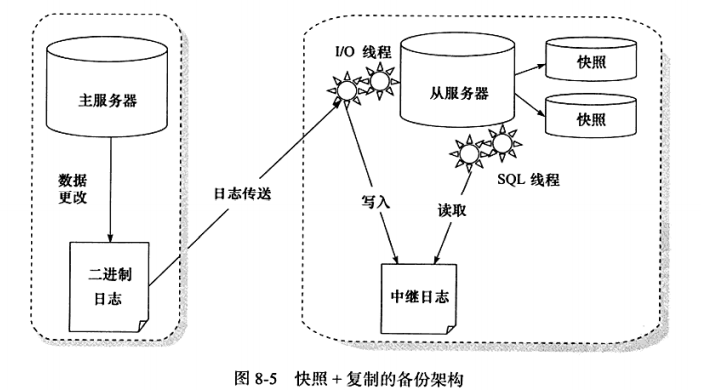 主服务器
数据
更改
二进制
日志
日志传送
I/O 线程
从服务器
快照
快照
SQL 线程
写入
读取
中继日志
图 8-5 快照 + 复制的备份架构